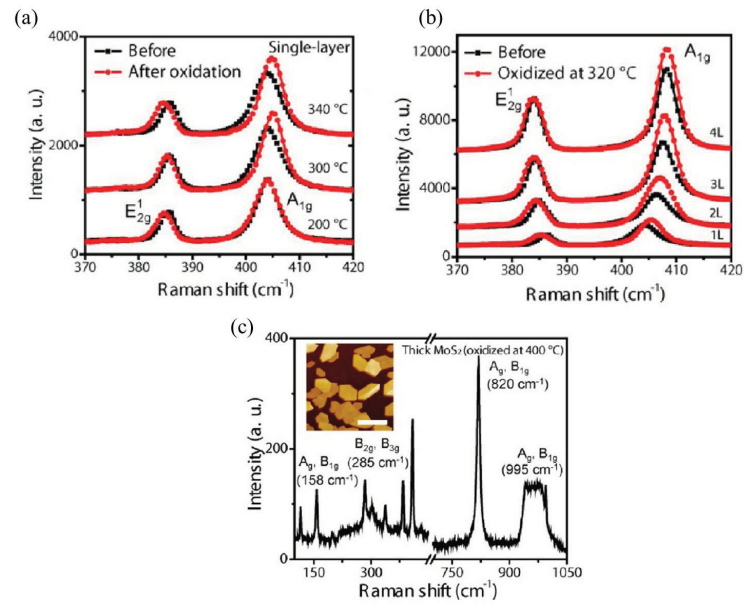 (a)
4000
Before
After oxidation
Single-layer
340 °C
2000
300 °C
E¹2g
A1g
200 °C
0
370 380 390 400 410 420
Intensity (a. u.)
Raman shift (cm-1)
(b)
12000
Before
Oxidized at 320 °C
A1g
E¹2g
8000
4L
4000
3L
2L
1L
0
370 380 390 400 410 420
Intensity (a. u.)
Raman shift (cm-1)
(c)
400
Thick MoS2 (oxidized at 400 °C)
Ag, B1g
(820 cm-1)
200
B2g, B3g
(285 cm-1)
Ag, B1g
(158 cm-1)
Ag, B1g
(995 cm-1)
0
150 300 750 900 1050
Intensity (a. u.)
Raman shift (cm-1)